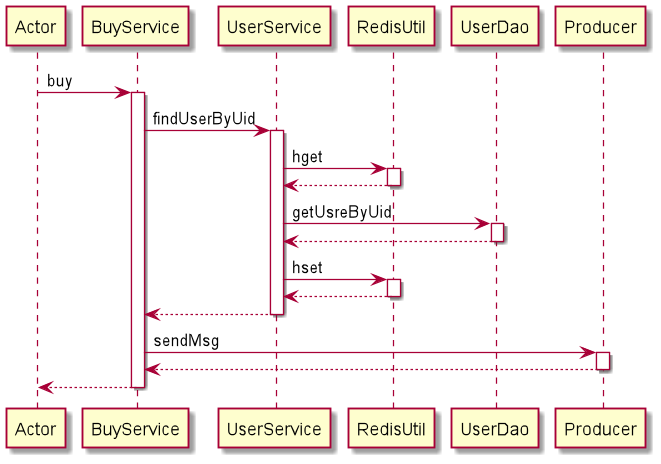 Actor BuyService UserService RedisUtil UserDao Producer
buy
findUserByUid
hget
getUsreByUid
hset
sendMsg
Actor BuyService UserService RedisUtil UserDao Producer